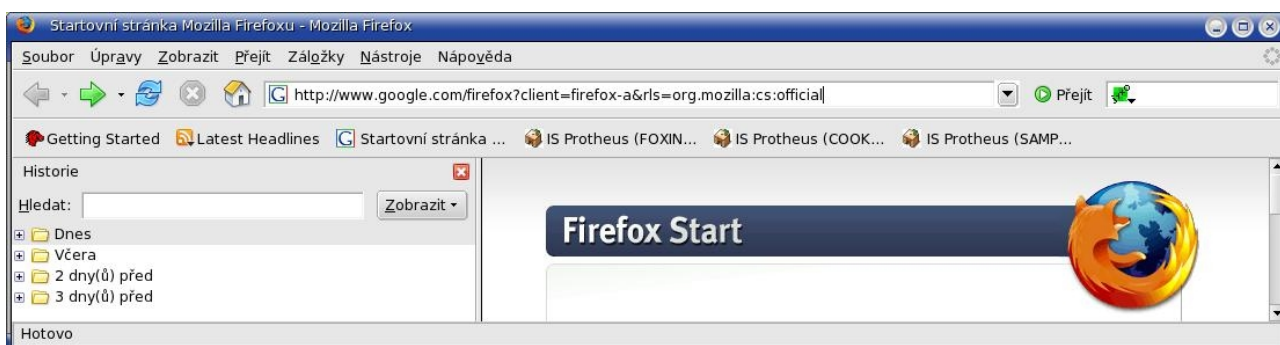 Startovní stránka Mozilla Firefoxu - Mozilla Firefox
Soubor Úpravy Zobrazit Přejít Záložky Nástroje Nápověda
http://www.google.com/firefox?client=firefox-a&rls=org.mozilla:cs:official Přejít
Getting Started Latest Headlines Startovní stránka ... IS Protheus (FOXIN... IS Protheus (COOK... IS Protheus (SAMP...
Historie
Hledat: Zobrazit
Dnes
Včera
2 dny(ů) před
3 dny(ů) před
Firefox Start
Hotovo